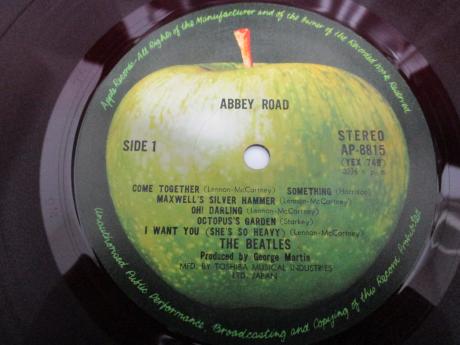 Apple Records-All Rights of the Manufacturer and of the Owner of the Recorded Work Reserved
ABBEY ROAD
SIDE 1
STEREO
AP-8815
(YEX 749)
COME TOGETHER (Lennon-McCartney) SOMETHING (Harrison)
MAXWELL'S SILVER HAMMER (Lennon-McCartney)
OH! DARLING (Lennon-McCartney)
OCTOPUS'S GARDEN (Starkey)
I WANT YOU (SHE'S SO HEAVY) (Lennon-McCartney)
THE BEATLES
Produced by George Martin
MFD. BY TOSHIBA MUSICAL INDUSTRIES
LTD. JAPAN
Unauthorised Public Performance, Broadcasting and Copying of this Record Prohibited